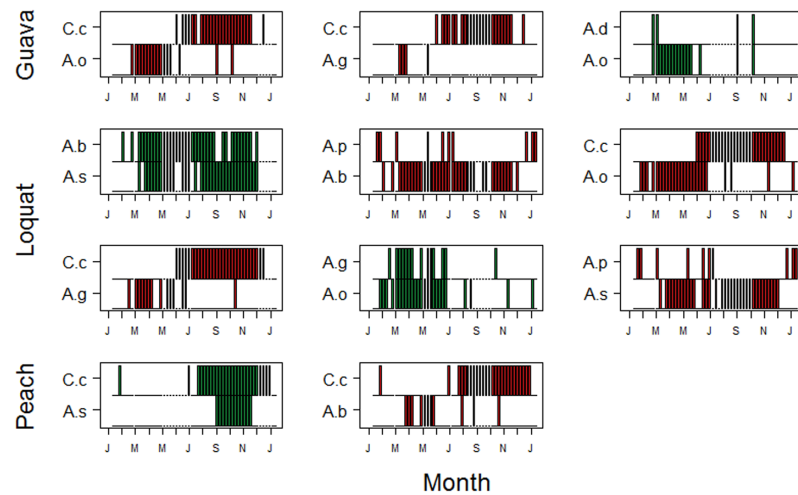 Guava
C.c
A.o
J M M J S N J
C.c
A.g
J M M J S N J
A.d
A.o
J M M J S N J
Loquat
A.b
A.s
J M M J S N J
A.p
A.b
J M M J S N J
C.c
A.o
J M M J S N J
C.c
A.g
J M M J S N J
A.g
A.o
J M M J S N J
A.p
A.s
J M M J S N J
Peach
C.c
A.s
J M M J S N J
C.c
A.b
J M M J S N J
Month